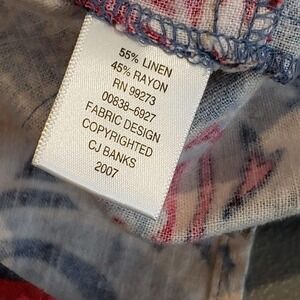 55% LINEN
45% RAYON
RN 99273
00838-6927
FABRIC DESIGN
COPYRIGHTED
CJ BANKS
2007